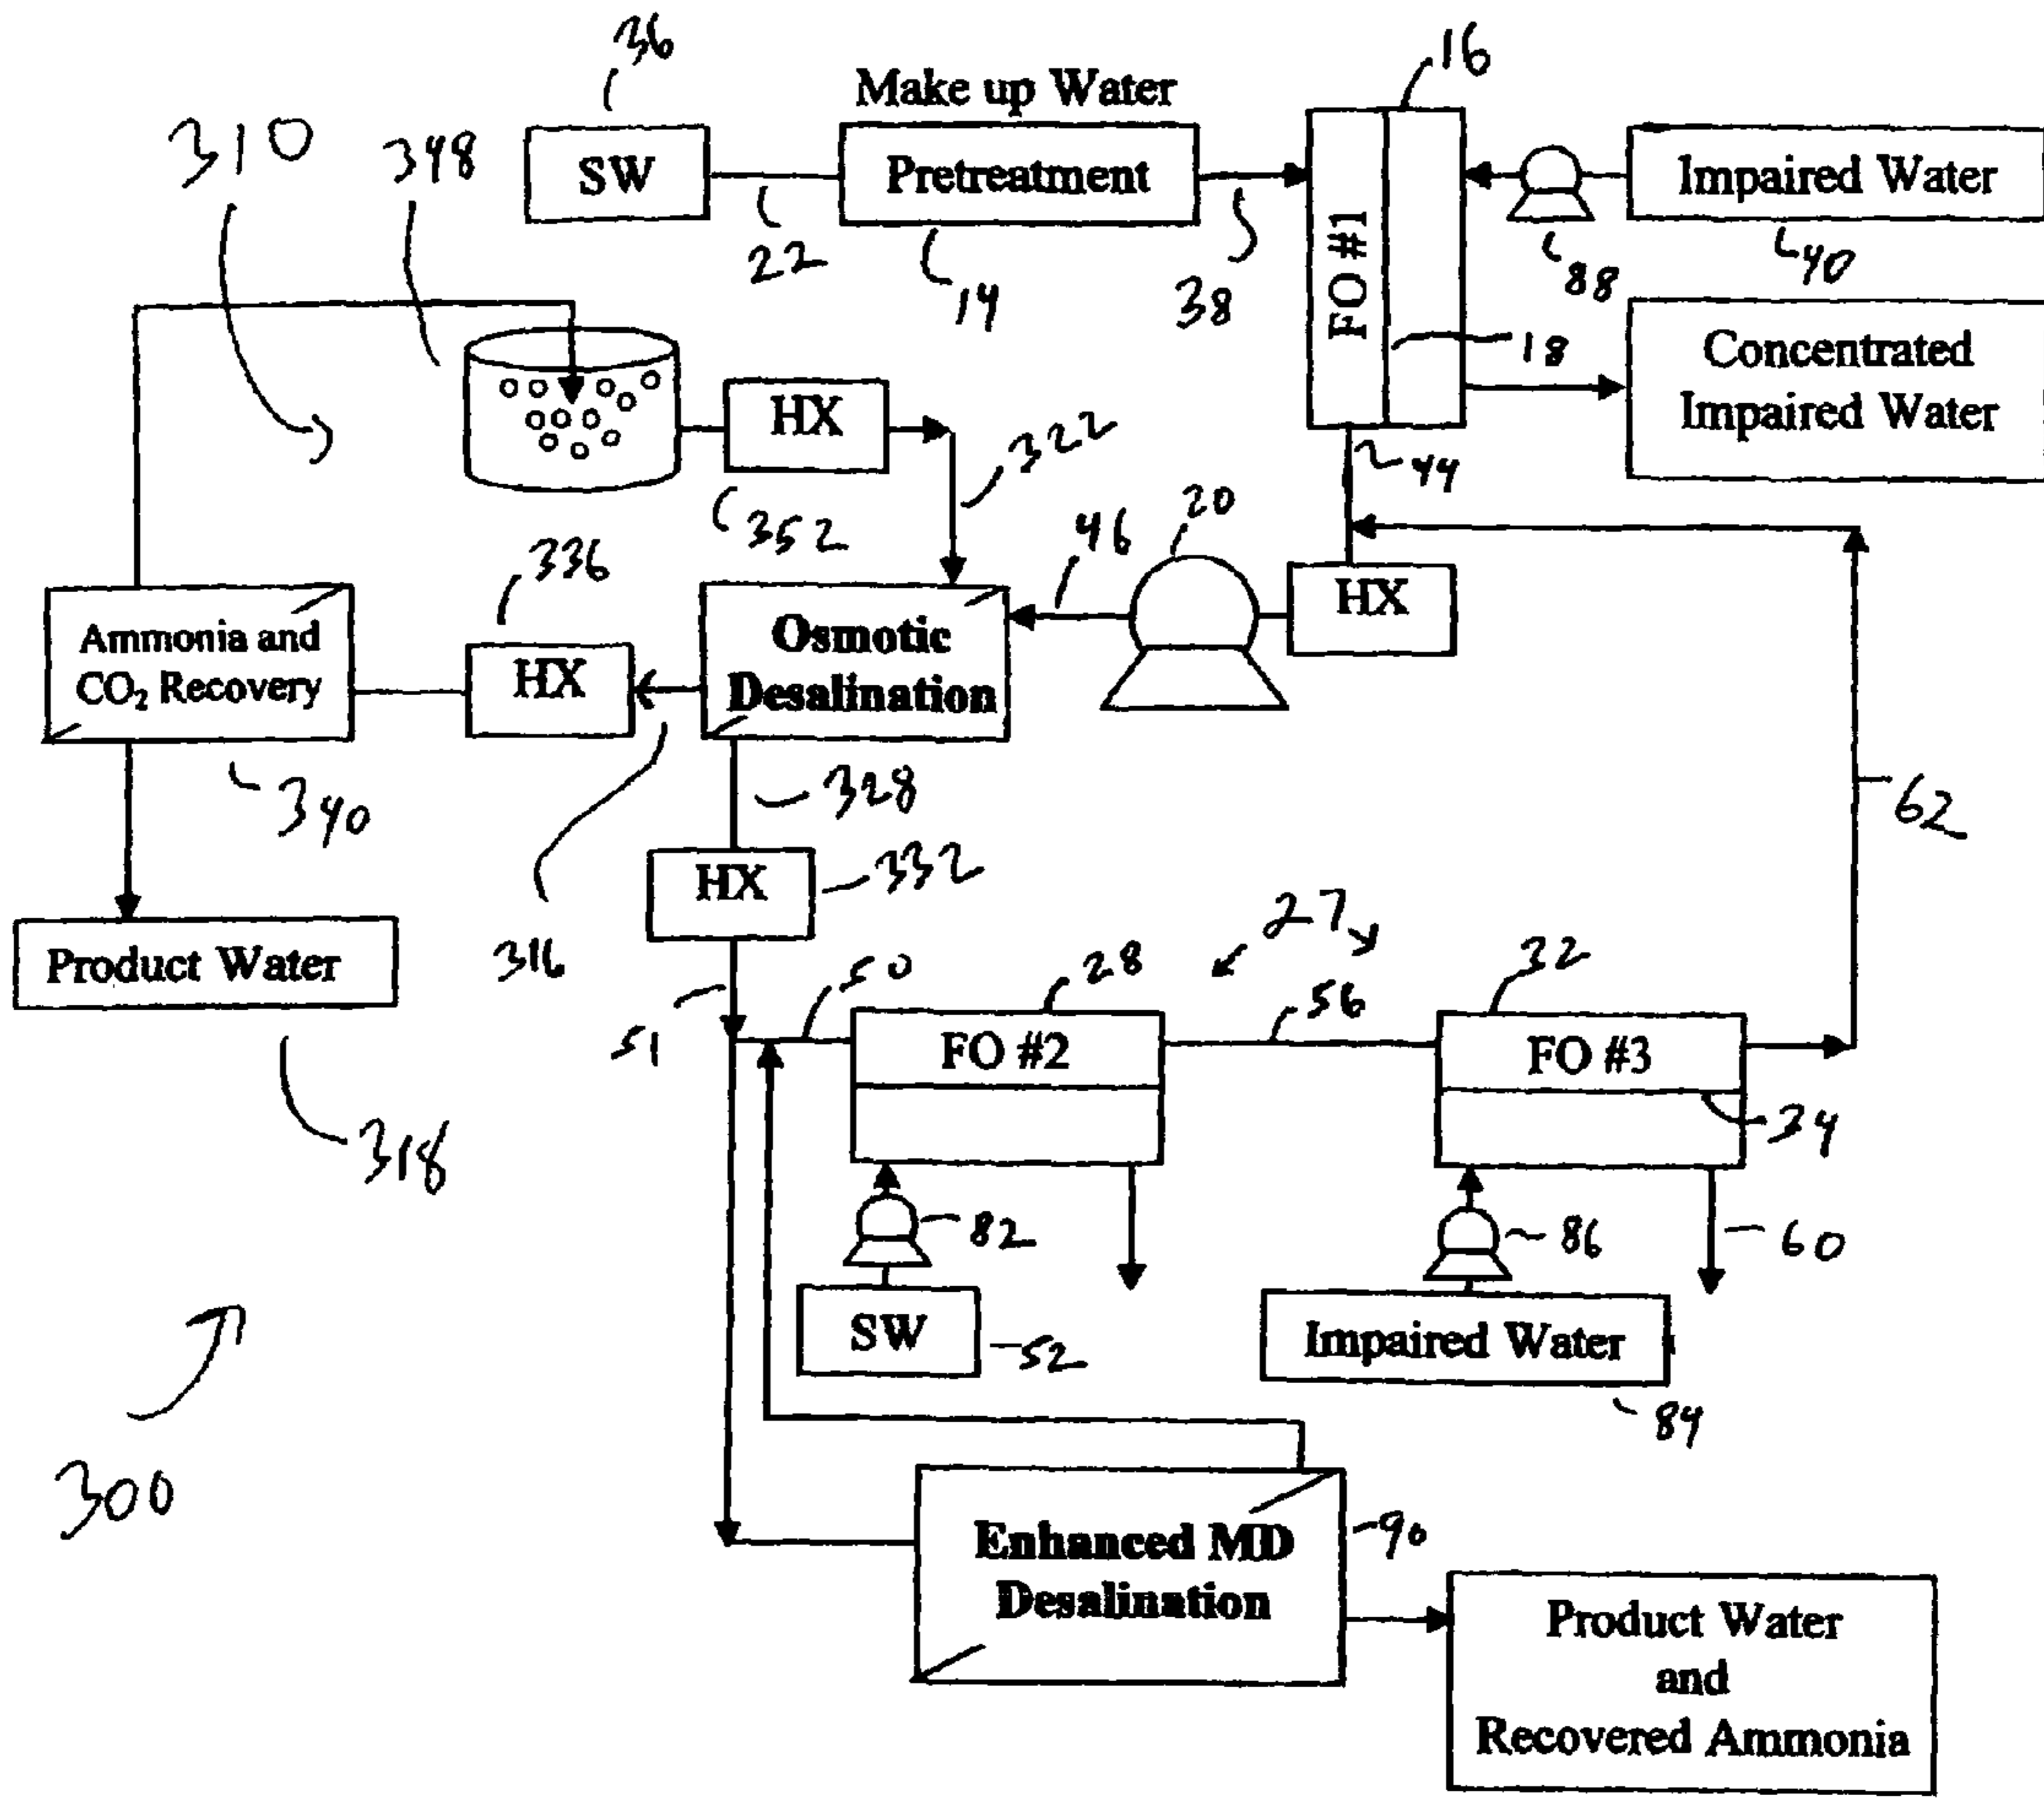 36
Make up Water
16
310
348
SW
Pretreatment
Impaired Water
22
14
38
FO #1
88
40
18
Concentrated
Impaired Water
HX
322
44
352
336
46
20
HX
Ammonia and
CO₂ Recovery
HX
Osmotic
Desalination
340
328
62
HX
332
Product Water
316
27
51
50
28
56
32
FO #2
FO #3
34
318
82
86
60
SW
52
Impaired Water
84
300
Enhanced MD
Desalination
90
Product Water
and
Recovered Ammonia